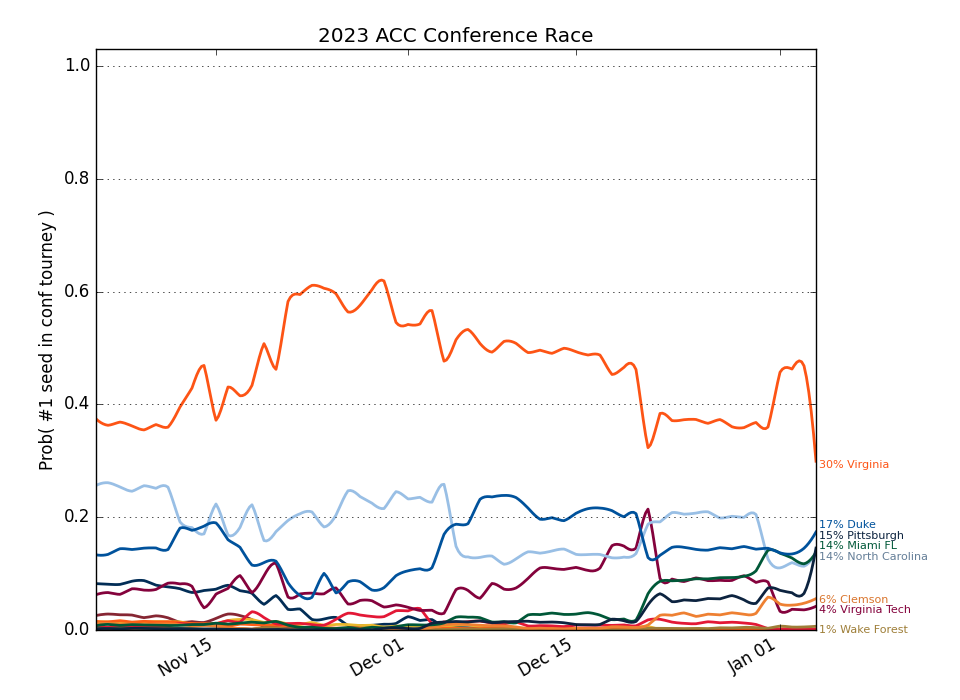 2023 ACC Conference Race
Prob( #1 seed in conf tourney )
1.0
0.8
0.6
0.4
0.2
0.0
Nov 15
Dec 01
Dec 15
Jan 01
30% Virginia
17% Duke
15% Pittsburgh
14% Miami FL
14% North Carolina
6% Clemson
4% Virginia Tech
1% Wake Forest